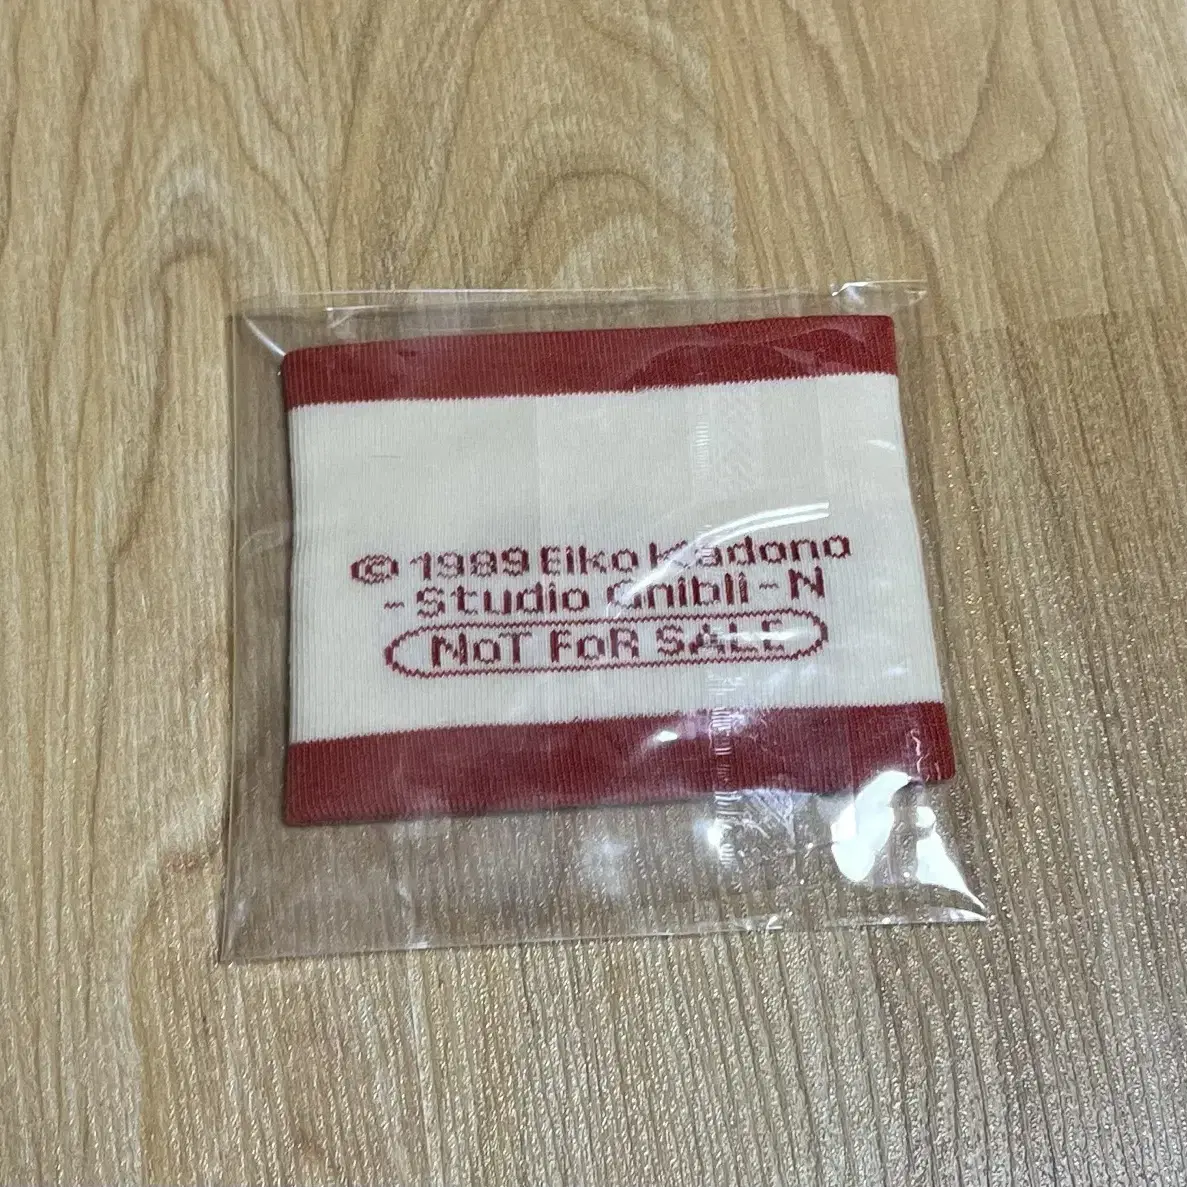 © 1989 Eiko Kadono
- Studio Ghibli - N
NoT FoR SALE